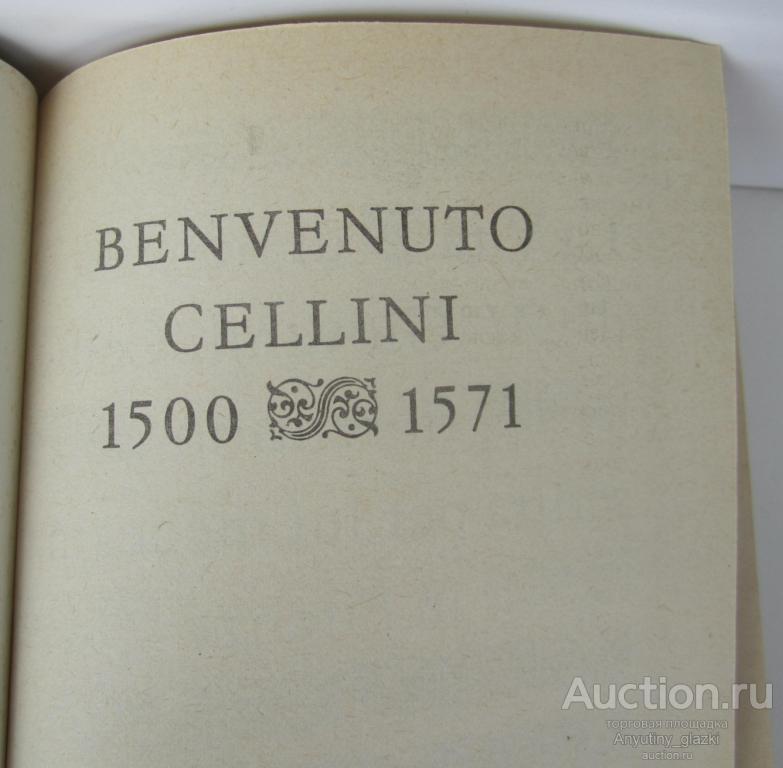 BENVENUTO
CELLINI
1500 1571
Auction.ru
торговая площадка
Anyutiny_glazki
auction.ru